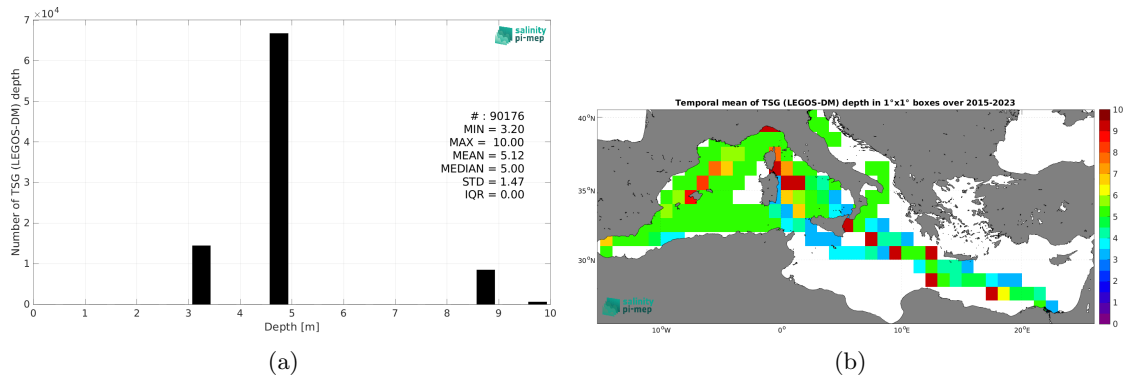 7 ×10⁴
6
5
4
3
2
1
0
Number of TSG (LEGOS-DM) depth
salinity
pi-mep
# : 90176
MIN = 3.20
MAX = 10.00
MEAN = 5.12
MEDIAN = 5.00
STD = 1.47
IQR = 0.00
0 1 2 3 4 5 6 7 8 9 10
Depth [m]
(a)
Temporal mean of TSG (LEGOS-DM) depth in 1°x1° boxes over 2015-2023
40°N
35°N
30°N
10°W 0° 10°E 20°E
salinity
pi-mep
10
9
8
7
6
5
4
3
2
1
0
(b)